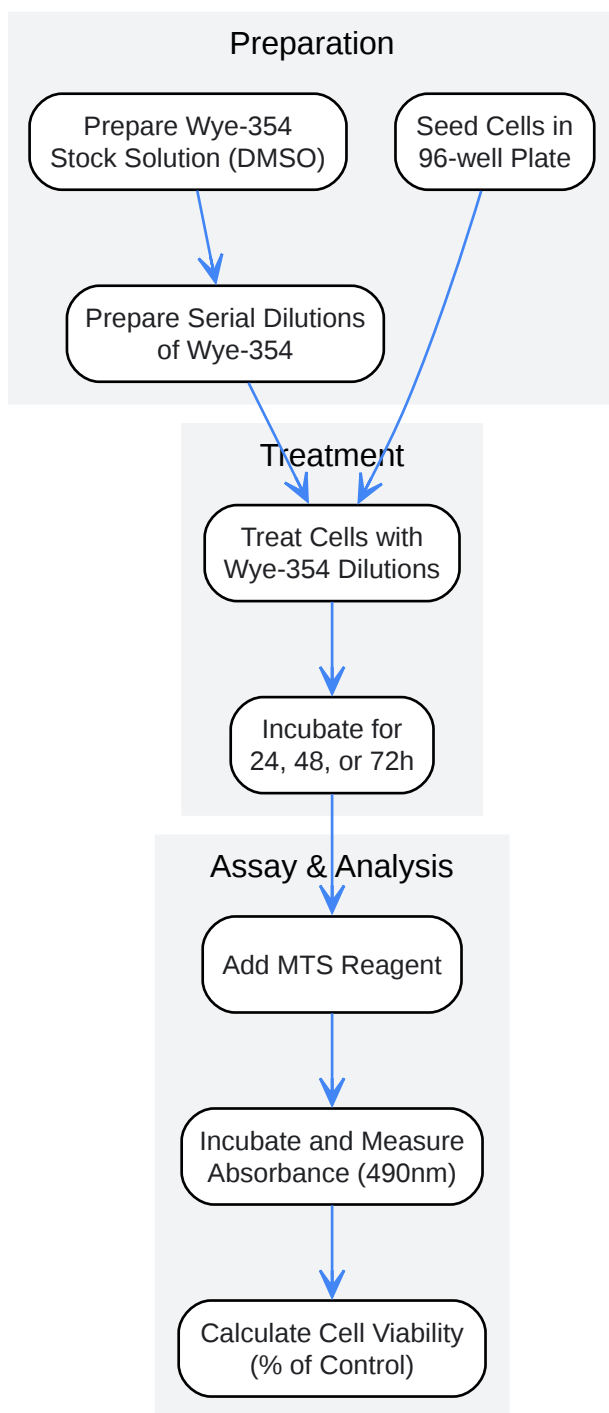 Preparation
Prepare Wye-354
Stock Solution (DMSO)
Seed Cells in
96-well Plate
Prepare Serial Dilutions
of Wye-354
Treatment
Treat Cells with
Wye-354 Dilutions
Incubate for
24, 48, or 72h
Assay & Analysis
Add MTS Reagent
Incubate and Measure
Absorbance (490nm)
Calculate Cell Viability
(% of Control)